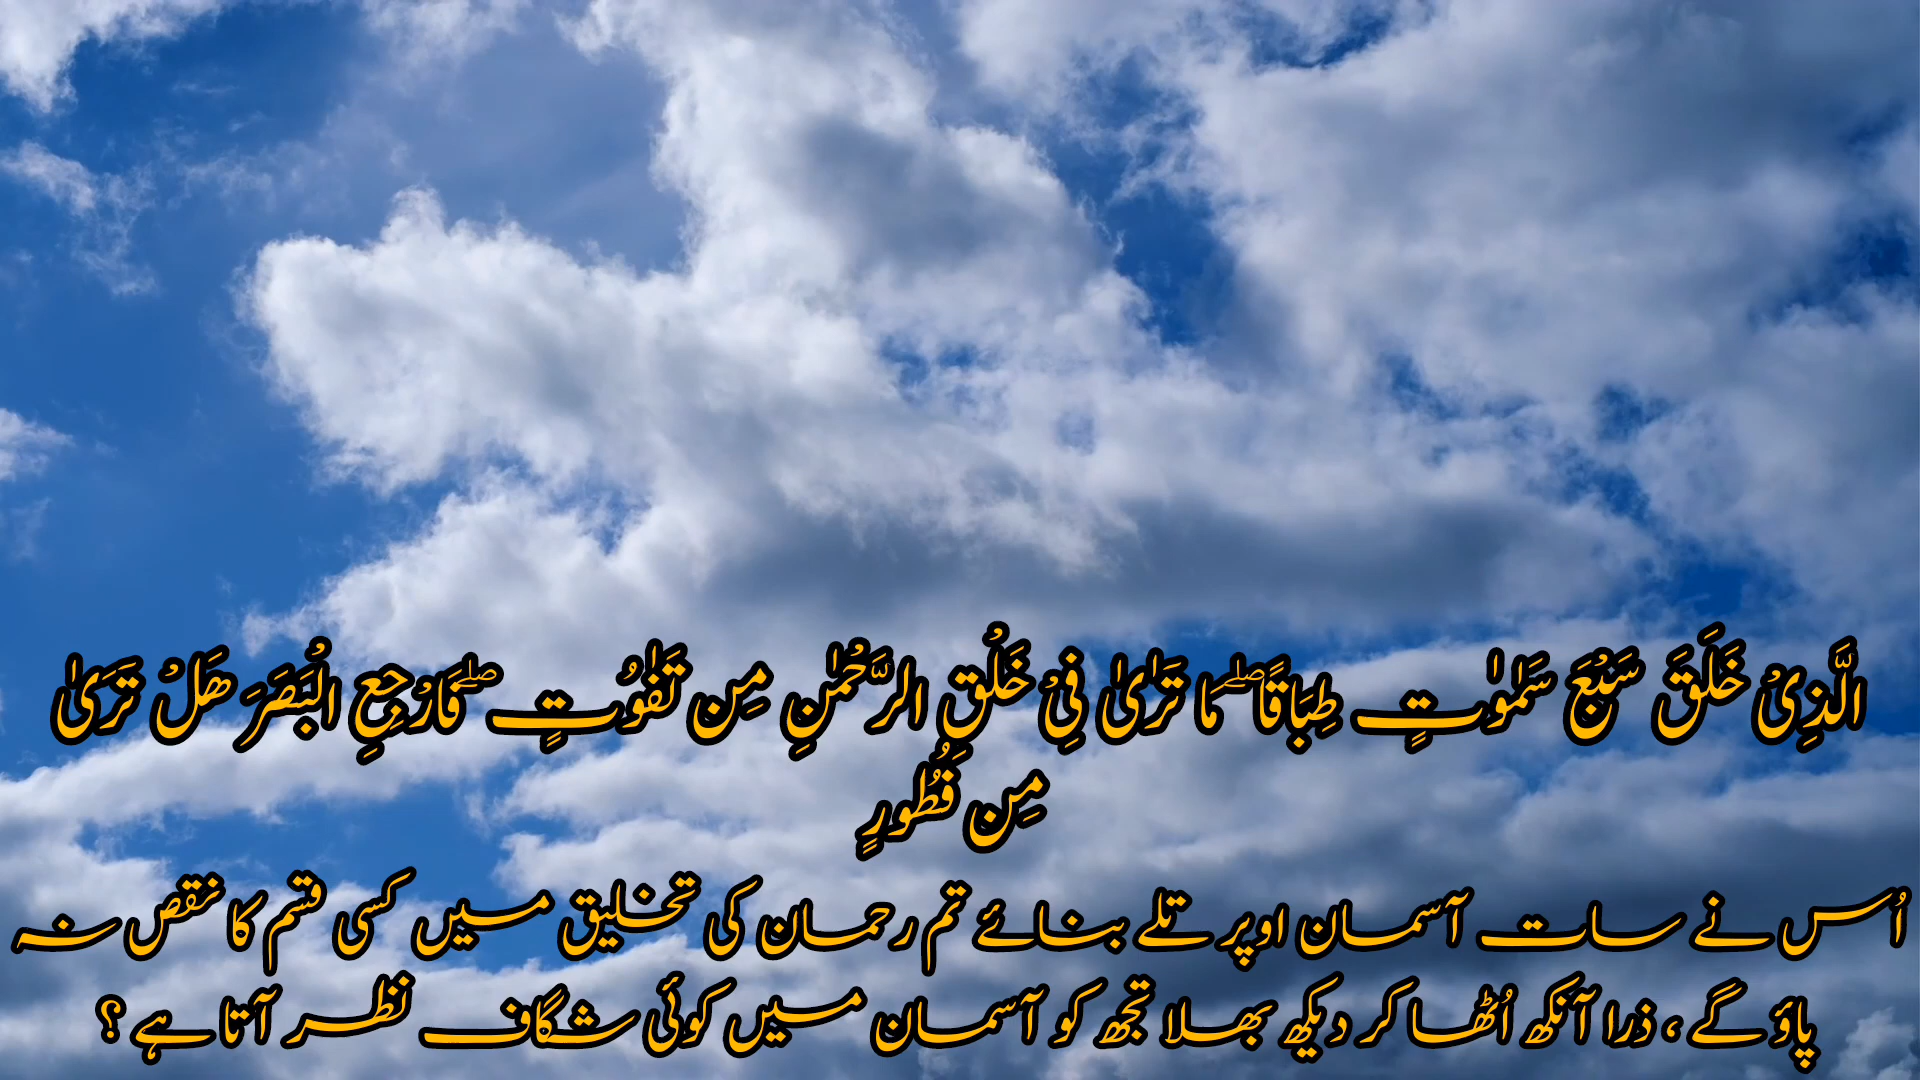 الَّذِىۡ خَلَقَ سَبۡعَ سَمٰوٰتٍ طِبَاقًا ؕ مَا تَرٰىٰ فِىۡ خَلۡقِ الرَّحۡمٰنِ مِن تَفٰوُتٍ ۖ فَارۡجِعِ الۡبَصَرَ هَلۡ تَرَىٰ
مِن فُطُورٍ
اُس نے سات آسمان اوپر تلے بنائے تم رحمان کی تخلیق میں کسی قسم کا نقص نہ
پاؤ گے ، ذرا آنکھ اُٹھا کر دیکھ بھلا تجھ کو آسمان میں کوئی شگاف نظر آتا ہے ؟